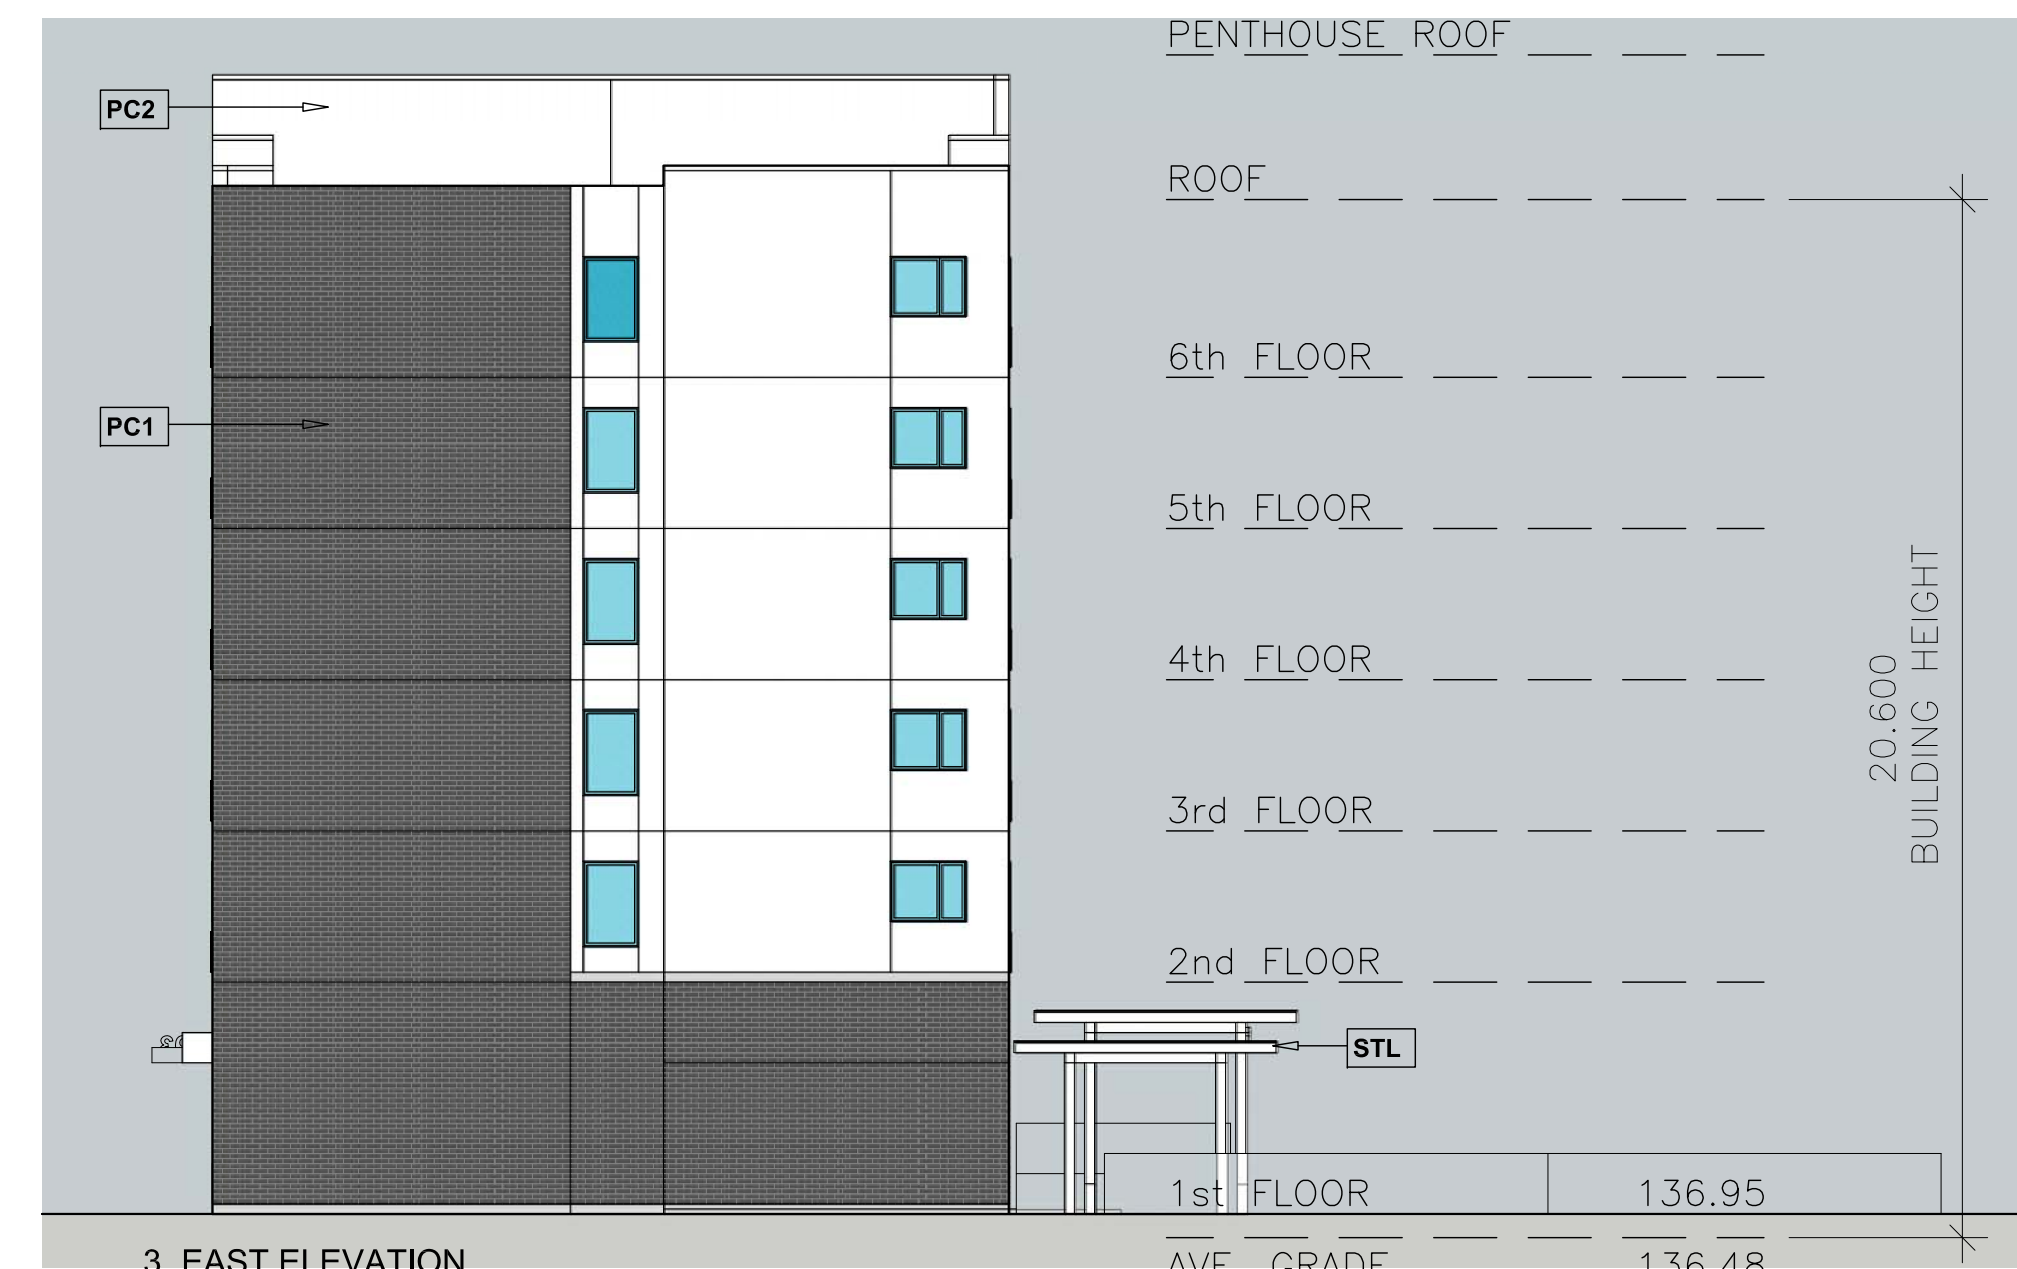 PENTHOUSE ROOF
PC2
ROOF
6th FLOOR
PC1
5th FLOOR
4th FLOOR
20.600
BUILDING HEIGHT
3rd FLOOR
2nd FLOOR
STL
1st FLOOR 136.95
3 EAST ELEVATION
AVE. GRADE 136.48